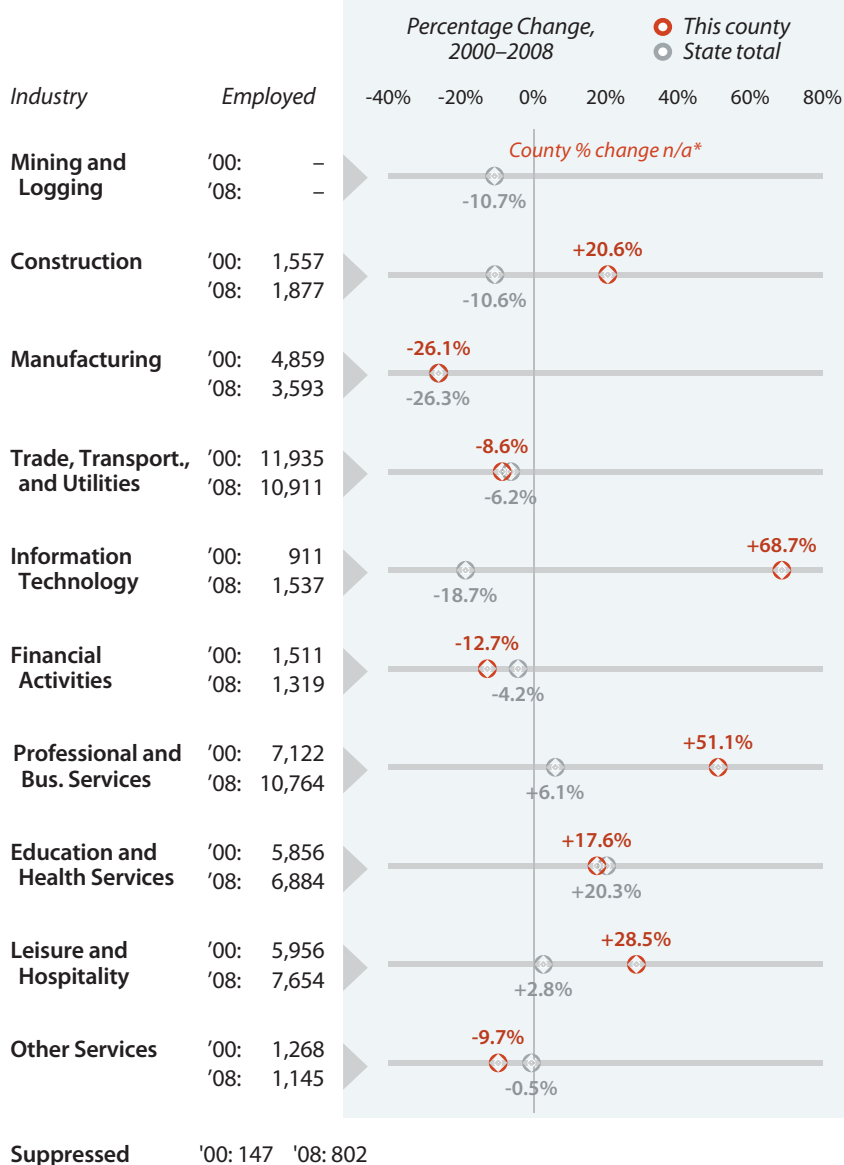 Percentage Change, 2000–2008
This county
State total
Industry Employed -40% -20% 0% 20% 40% 60% 80%
Mining and Logging
'00: –
'08: –
County % change n/a*
-10.7%
Construction
'00: 1,557
'08: 1,877
+20.6%
-10.6%
Manufacturing
'00: 4,859
'08: 3,593
-26.1%
-26.3%
Trade, Transport., and Utilities
'00: 11,935
'08: 10,911
-8.6%
-6.2%
Information Technology
'00: 911
'08: 1,537
+68.7%
-18.7%
Financial Activities
'00: 1,511
'08: 1,319
-12.7%
-4.2%
Professional and Bus. Services
'00: 7,122
'08: 10,764
+51.1%
+6.1%
Education and Health Services
'00: 5,856
'08: 6,884
+17.6%
+20.3%
Leisure and Hospitality
'00: 5,956
'08: 7,654
+28.5%
+2.8%
Other Services
'00: 1,268
'08: 1,145
-9.7%
-0.5%
Suppressed '00: 147 '08: 802